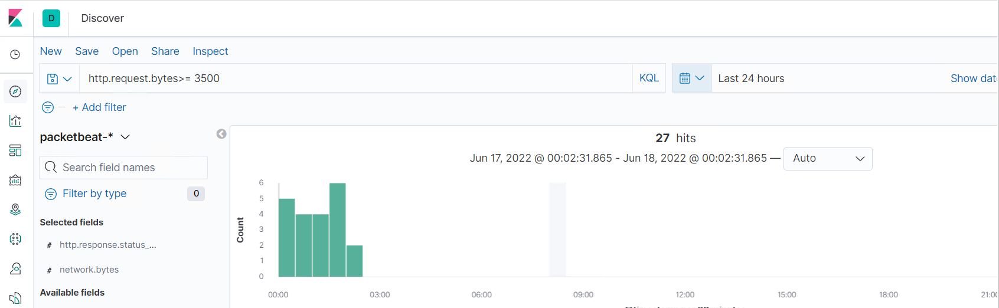 D Discover
New Save Open Share Inspect
http.request.bytes>= 3500 KQL Last 24 hours Show dat
+ Add filter
packetbeat-*
27 hits
Search field names
Jun 17, 2022 @ 00:02:31.865 - Jun 18, 2022 @ 00:02:31.865 — Auto
Filter by type 0
Selected fields
# http.response.status_...
# network.bytes
Available fields
Count
6
5
4
3
2
1
0
00:00 03:00 06:00 09:00 12:00 15:00 18:00 21:00